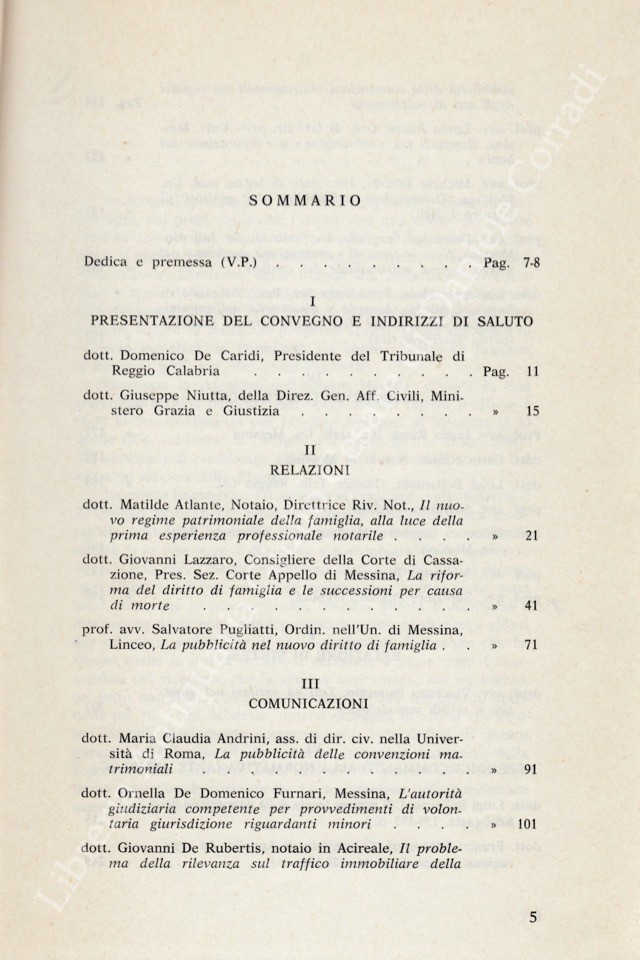 SOMMARIO
Dedica e premessa (V.P.) . . . . . . . . . Pag. 7-8
I
PRESENTAZIONE DEL CONVEGNO E INDIRIZZI DI SALUTO
dott. Domenico De Caridi, Presidente del Tribunale di
Reggio Calabria . . . . . . . . . . Pag. 11
dott. Giuseppe Niutta, della Direz. Gen. Aff. Civili, Mini-
stero Grazia e Giustizia . . . . . . . . » 15
II
RELAZIONI
dott. Matilde Atlante, Notaio, Direttrice Riv. Not., Il nuo-
vo regime patrimoniale della famiglia, alla luce della
prima esperienza professionale notarile . . . . » 21
dott. Giovanni Lazzaro, Consigliere della Corte di Cassa-
zione, Pres. Sez. Corte Appello di Messina, La rifor-
ma del diritto di famiglia e le successioni per causa
di morte . . . . . . . . . . . . » 41
prof. avv. Salvatore Pugliatti, Ordin. nell'Un. di Messina,
Linceo, La pubblicità nel nuovo diritto di famiglia . . » 71
III
COMUNICAZIONI
dott. Maria Claudia Andrini, ass. di dir. civ. nella Univer-
sità di Roma, La pubblicità delle convenzioni ma-
trimoniali . . . . . . . . . . . . » 91
dott. Ornella De Domenico Furnari, Messina, L'autorità
giudiziaria competente per provvedimenti di volon-
taria giurisdizione riguardanti minori . . . . » 101
dott. Giovanni De Rubertis, notaio in Acireale, Il proble-
ma della rilevanza sul traffico immobiliare della
5